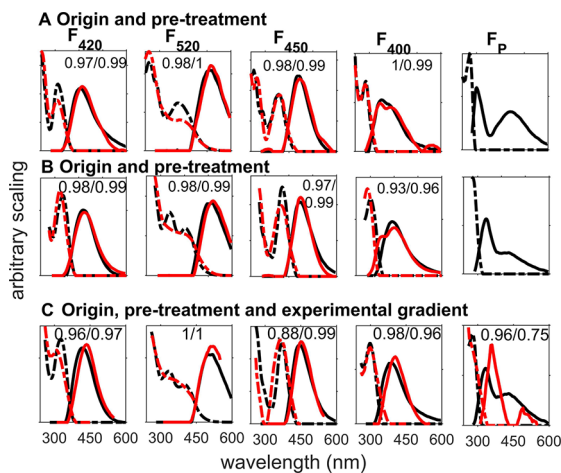 A Origin and pre-treatment
F420 F520 F450 F400 FP
0.97/0.99 0.98/1 0.98/0.99 1/0.99
B Origin and pre-treatment
0.98/0.99 0.98/0.99 0.97/0.99 0.93/0.96
C Origin, pre-treatment and experimental gradient
0.96/0.97 1/1 0.88/0.99 0.98/0.96 0.96/0.75
arbitrary scaling
300 450 600 300 450 600 300 450 600 300 450 600 300 450 600
wavelength (nm)